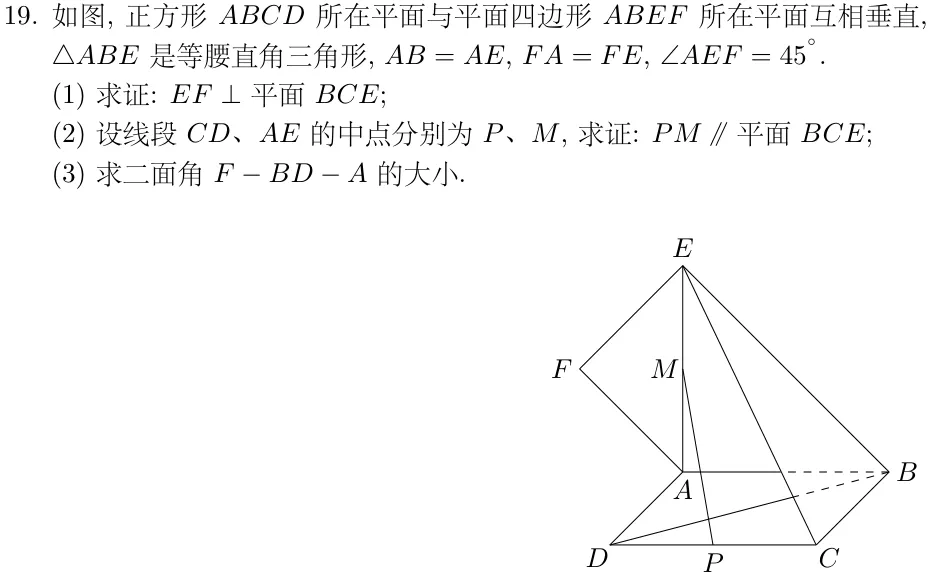 19. 如图, 正方形 ABCD 所在平面与平面四边形 ABEF 所在平面互相垂直,
△ABE 是等腰直角三角形, AB = AE, FA = FE, ∠AEF = 45°.
(1) 求证: EF ⊥ 平面 BCE;
(2) 设线段 CD、AE 的中点分别为 P、M, 求证: PM ∥ 平面 BCE;
(3) 求二面角 F − BD − A 的大小.
E
F
M
A
B
D
P
C